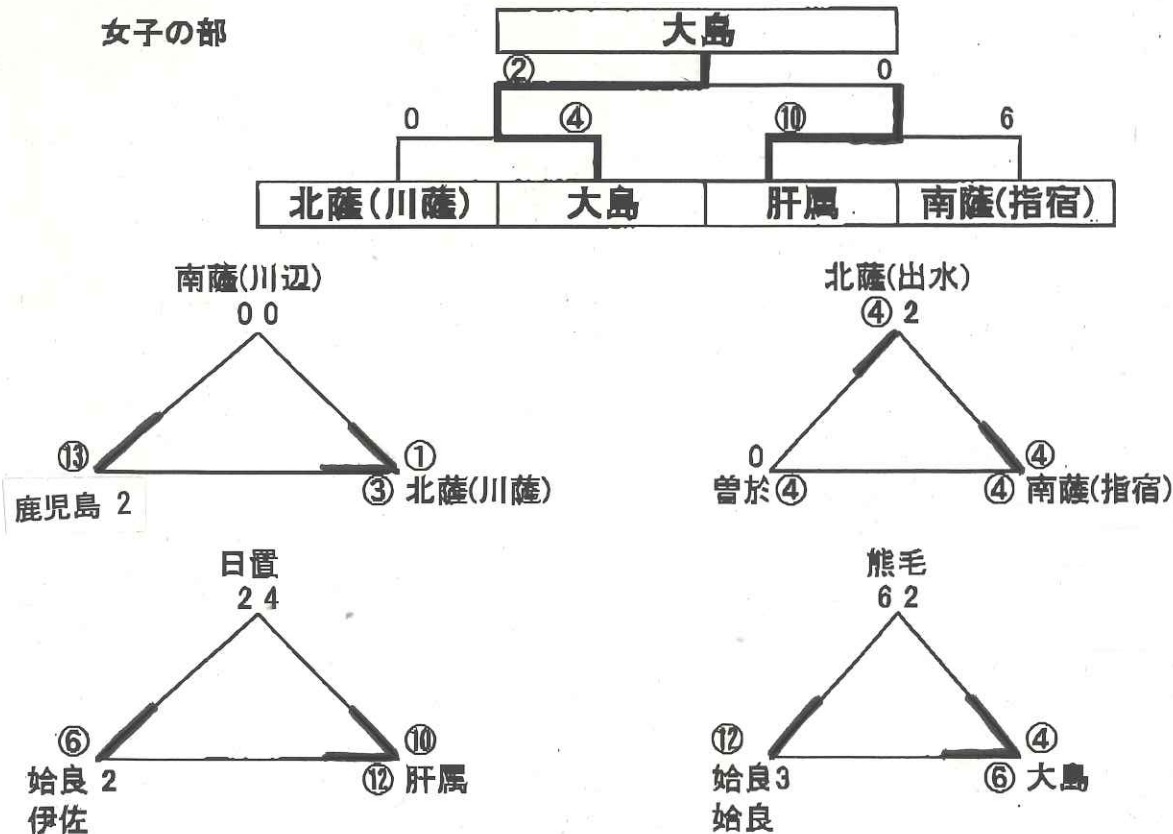 女子の部
大島
② 0
0 ④ ⑩ 6
北薩(川薩) 大島 肝属 南薩(指宿)
南薩(川辺)
0 0
⑬ ①
鹿児島 2 ③ 北薩(川薩)
北薩(出水)
④ 2
0 ④
曽於 ④ ④ 南薩(指宿)
日置
2 4
⑥ ⑩
姶良 2 ⑫ 肝属
伊佐
熊毛
6 2
⑫ ④
姶良 3 ⑥ 大島
姶良